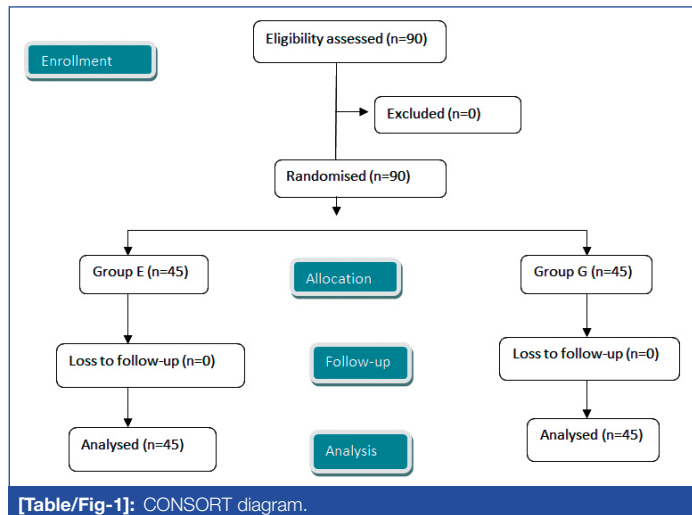 Eligibility assessed (n=90)
Enrollment
Excluded (n=0)
Randomised (n=90)
Group E (n=45)
Allocation
Group G (n=45)
Loss to follow-up (n=0)
Follow-up
Loss to follow-up (n=0)
Analysed (n=45)
Analysis
Analysed (n=45)
[Table/Fig-1]: CONSORT diagram.